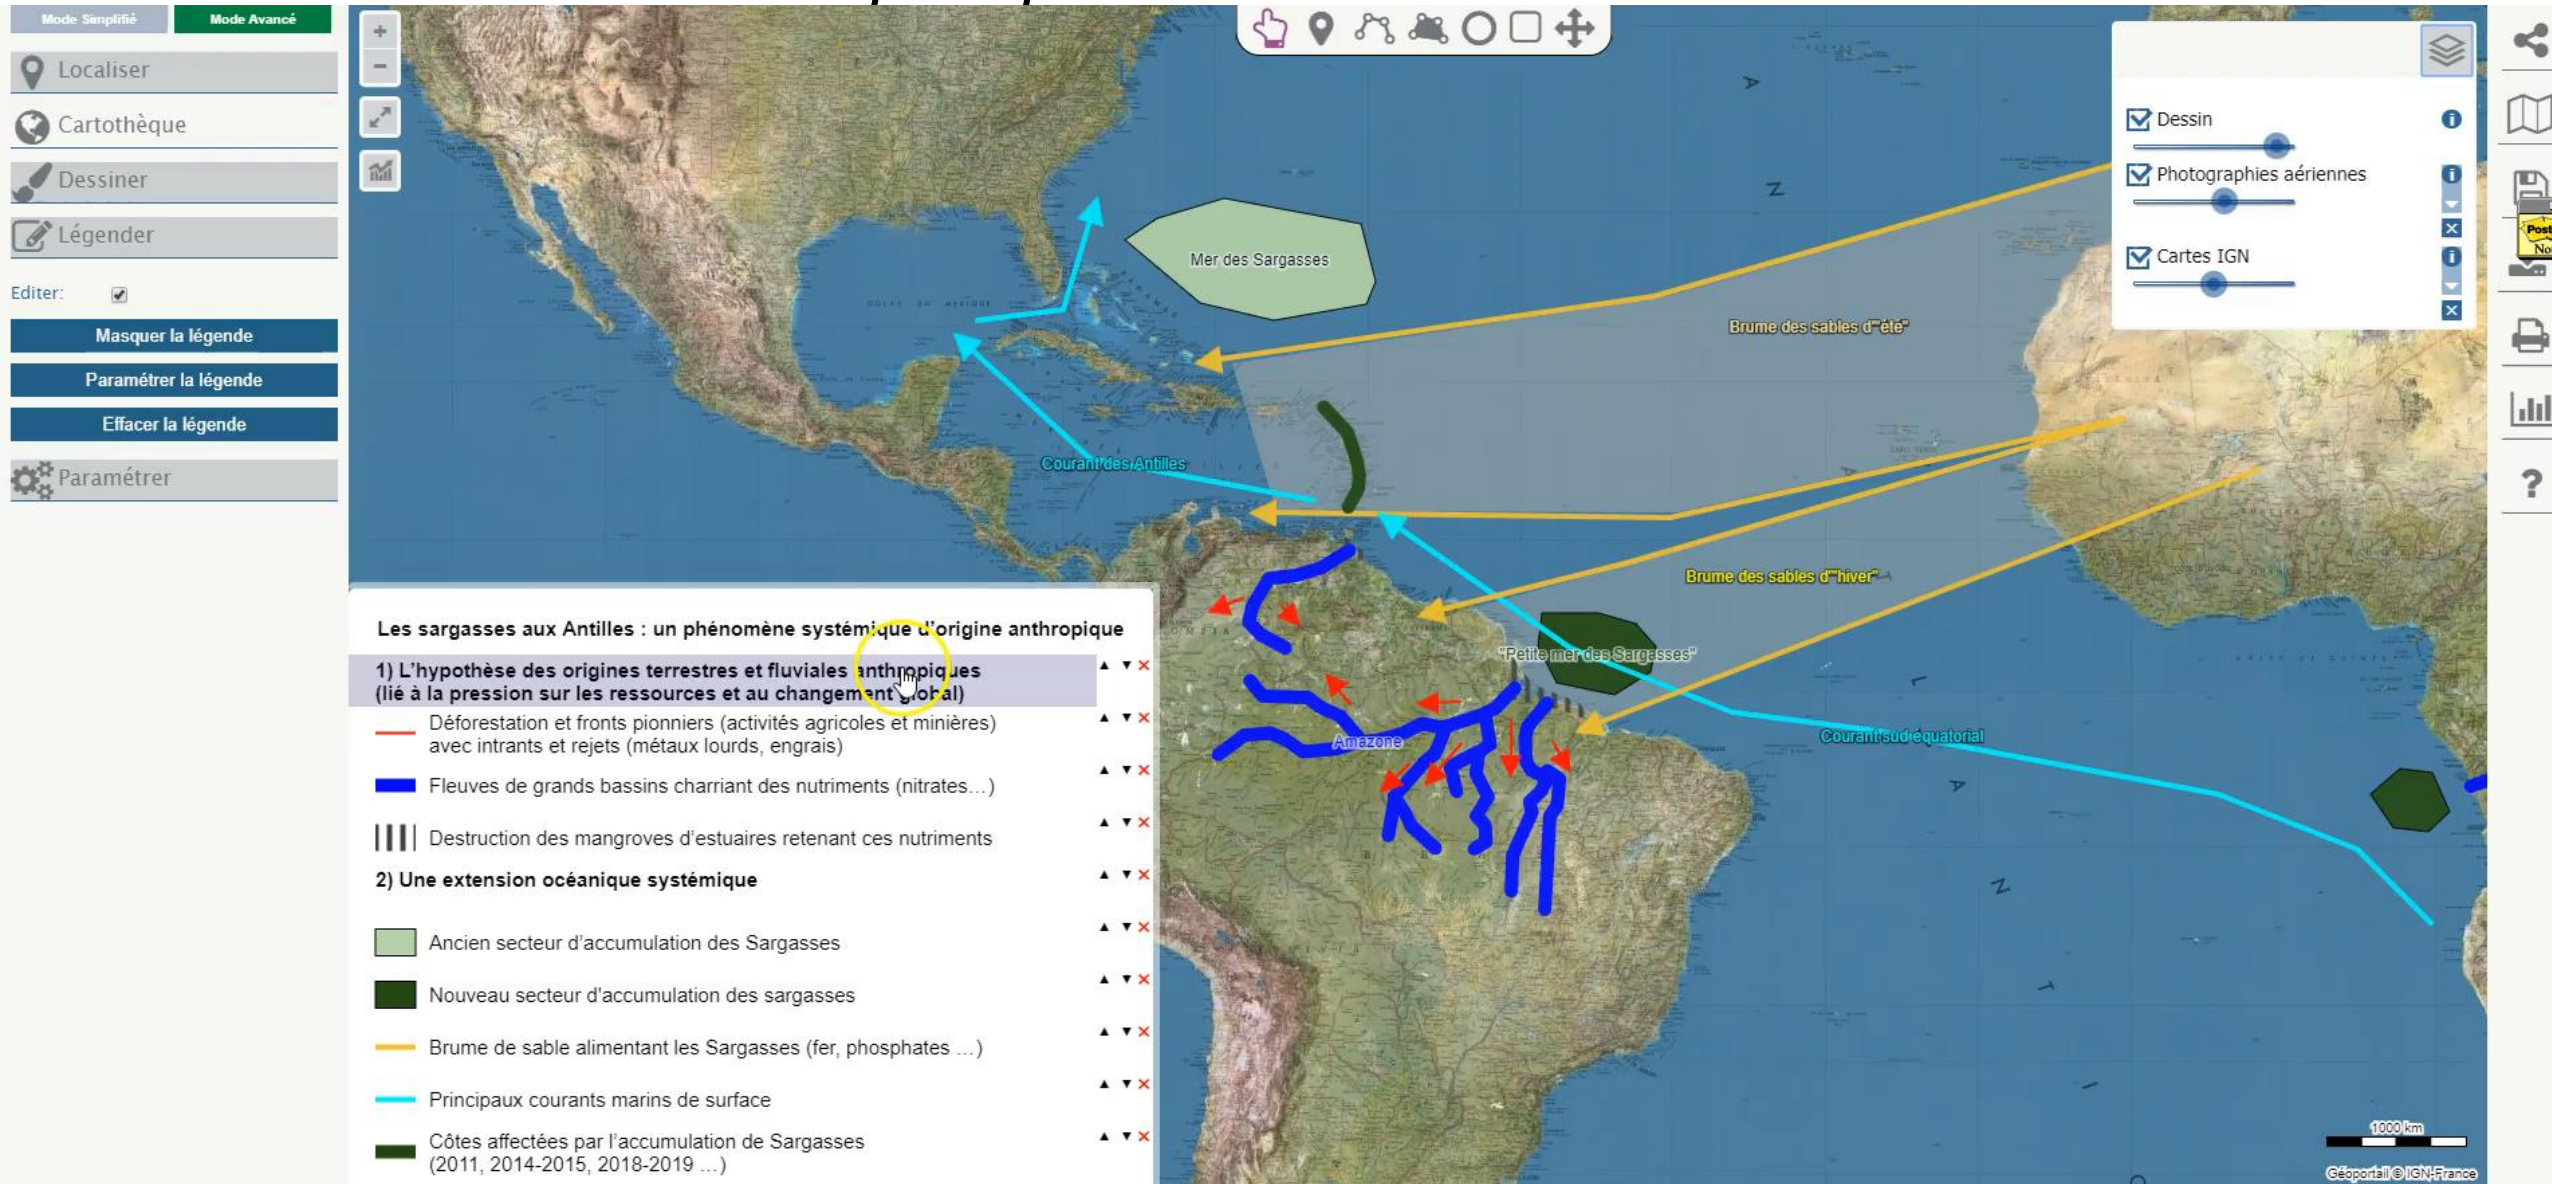 Mode Simplifié
Mode Avancé
Localiser
Cartothèque
Dessiner
Légender
Editer:
Masquer la légende
Paramétrer la légende
Effacer la légende
Paramétrer
Dessin
Photographies aériennes
Cartes IGN
Post
No
Mer des Sargasses
GOLFE DU MEXIQUE
Brume des sables d'"été"
Courant des Antilles
Brume des sables d'"hiver"
"Petite mer des Sargasses"
Amazone
Courant sud équatorial
Les sargasses aux Antilles : un phénomène systémique d'origine anthropique
1) L'hypothèse des origines terrestres et fluviales anthropiques
(lié à la pression sur les ressources et au changement global)
Déforestation et fronts pionniers (activités agricoles et minières)
avec intrants et rejets (métaux lourds, engrais)
Fleuves de grands bassins charriant des nutriments (nitrates…)
Destruction des mangroves d'estuaires retenant ces nutriments
2) Une extension océanique systémique
Ancien secteur d'accumulation des Sargasses
Nouveau secteur d'accumulation des sargasses
Brume de sable alimentant les Sargasses (fer, phosphates …)
Principaux courants marins de surface
Côtes affectées par l'accumulation de Sargasses
(2011, 2014-2015, 2018-2019 …)
1000 km
Géoportail © IGN-France